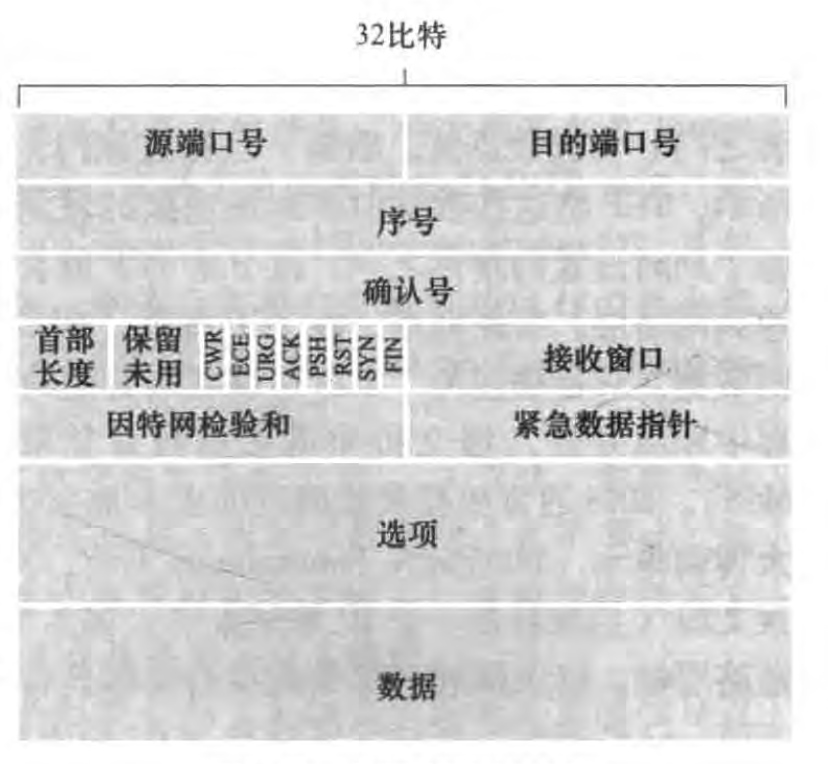 32比特
源端口号 目的端口号
序号
确认号
首部 保留
长度 未用 CWR ECE URG ACK PSH RST SYN FIN 接收窗口
因特网检验和 紧急数据指针
选项
数据